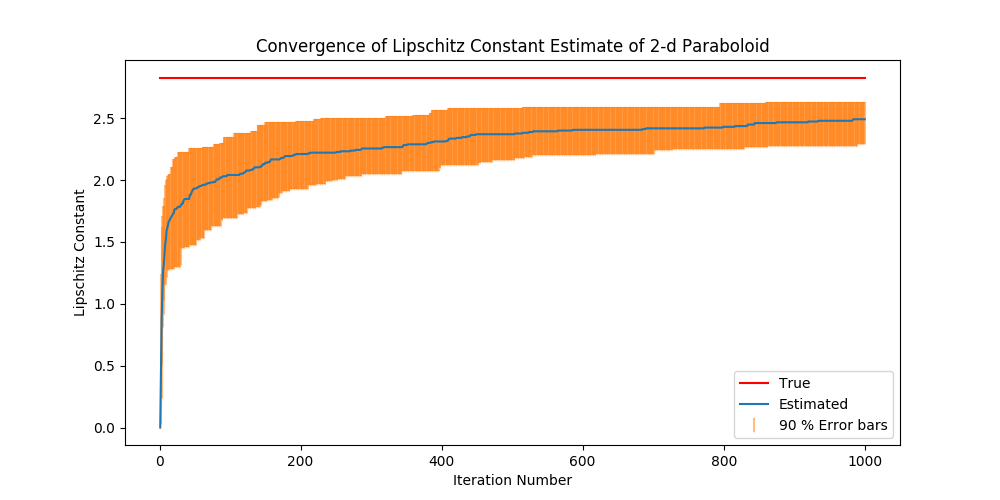 Convergence of Lipschitz Constant Estimate of 2-d Paraboloid
Lipschitz Constant
2.5
2.0
1.5
1.0
0.5
0.0
True
Estimated
90 % Error bars
0
200
400
600
800
1000
Iteration Number